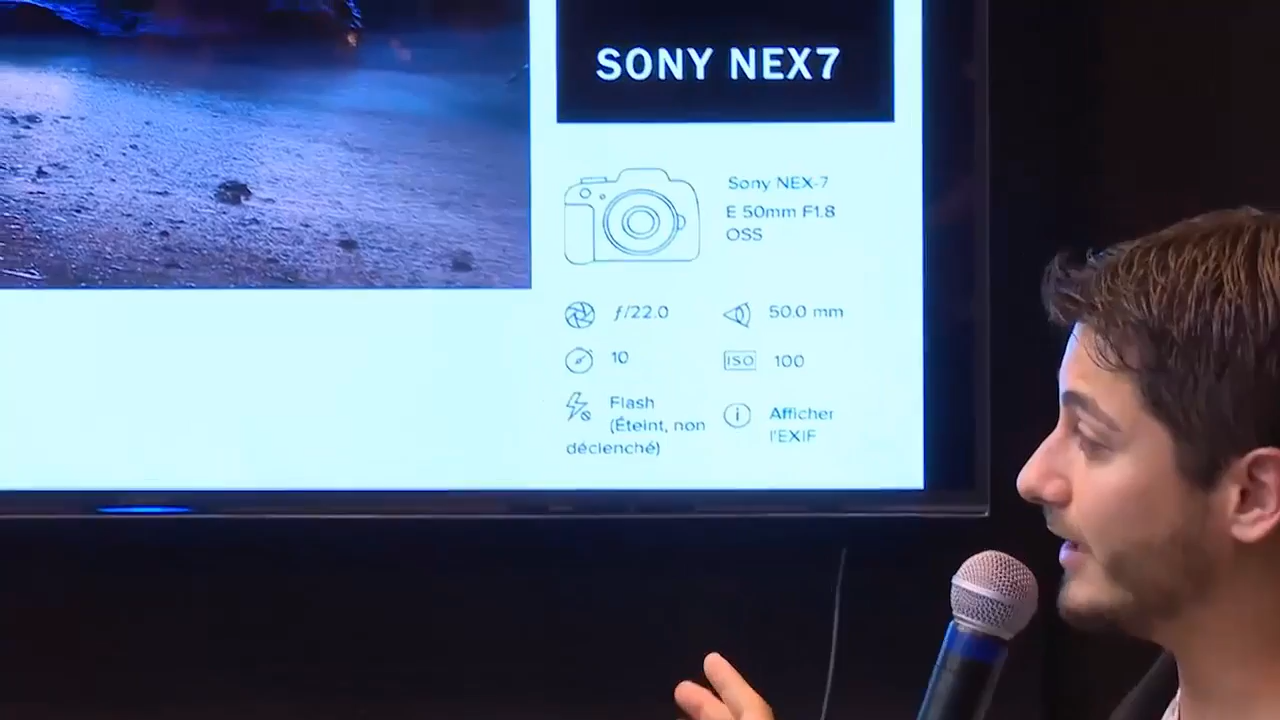 SONY NEX7
Sony NEX-7
E 50mm F1.8
OSS
ƒ/22.0
50.0 mm
10
ISO
100
Flash
(Éteint, non
déclenché)
Afficher
l'EXIF